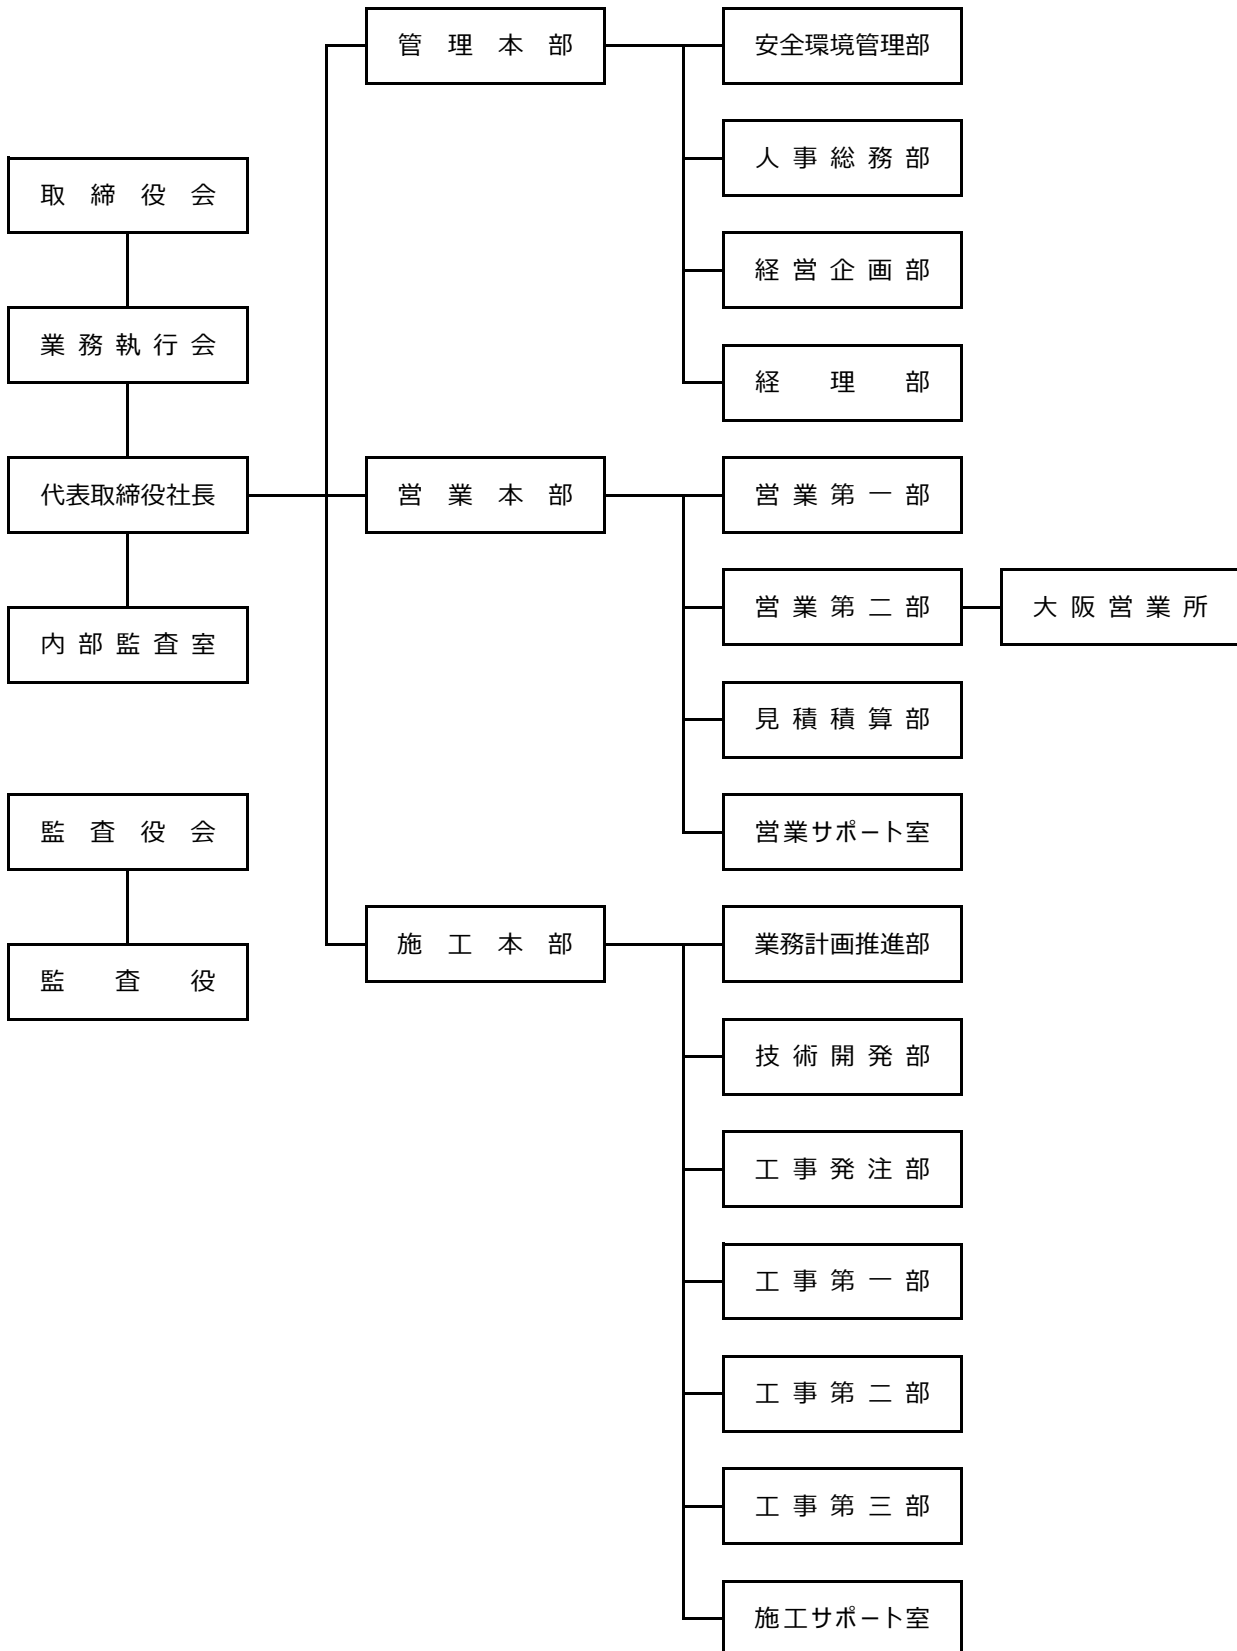 取締役会
業務執行会
代表取締役社長
内部監査室
監査役会
監査役
管理本部
安全環境管理部
人事総務部
経営企画部
経理部
営業本部
営業第一部
営業第二部
大阪営業所
見積積算部
営業サポート室
施工本部
業務計画推進部
技術開発部
工事発注部
工事第一部
工事第二部
工事第三部
施工サポート室